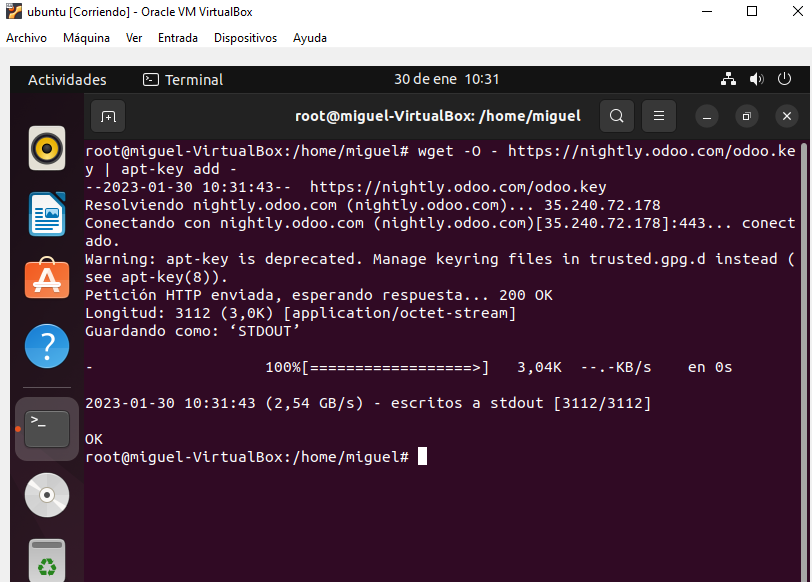 ubuntu [Corriendo] - Oracle VM VirtualBox
Archivo Máquina Ver Entrada Dispositivos Ayuda
Actividades Terminal 30 de ene 10:31
root@miguel-VirtualBox: /home/miguel
root@miguel-VirtualBox:/home/miguel# wget -O - https://nightly.odoo.com/odoo.ke
y | apt-key add -
--2023-01-30 10:31:43-- https://nightly.odoo.com/odoo.key
Resolviendo nightly.odoo.com (nightly.odoo.com)... 35.240.72.178
Conectando con nightly.odoo.com (nightly.odoo.com)[35.240.72.178]:443... conect
ado.
Warning: apt-key is deprecated. Manage keyring files in trusted.gpg.d instead (
see apt-key(8)).
Petición HTTP enviada, esperando respuesta... 200 OK
Longitud: 3112 (3,0K) [application/octet-stream]
Guardando como: ‘STDOUT’
- 100%[==================>] 3,04K --.-KB/s en 0s
2023-01-30 10:31:43 (2,54 GB/s) - escritos a stdout [3112/3112]
OK
root@miguel-VirtualBox:/home/miguel#